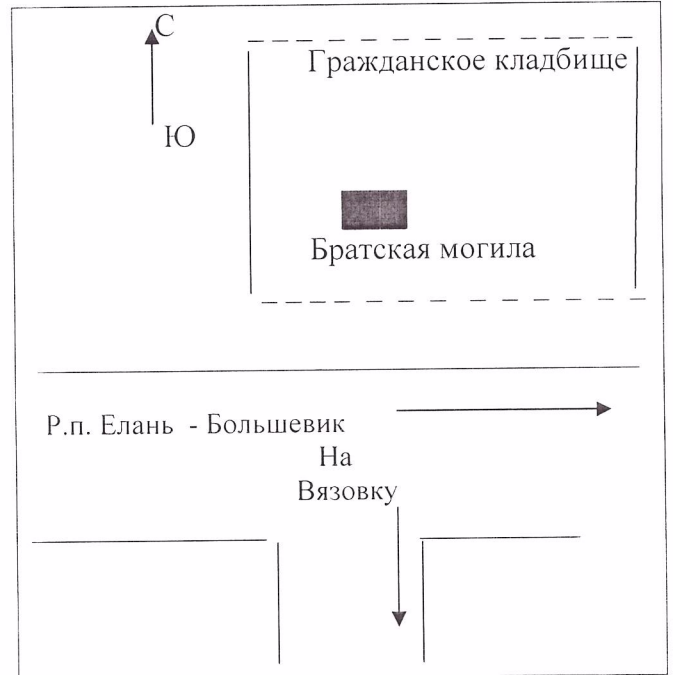 С
Гражданское кладбище
Ю
Братская могила
Р.п. Елань - Большевик
На
Вязовку